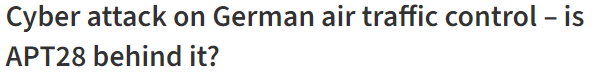 Cyber attack on German air traffic control – is
APT28 behind it?